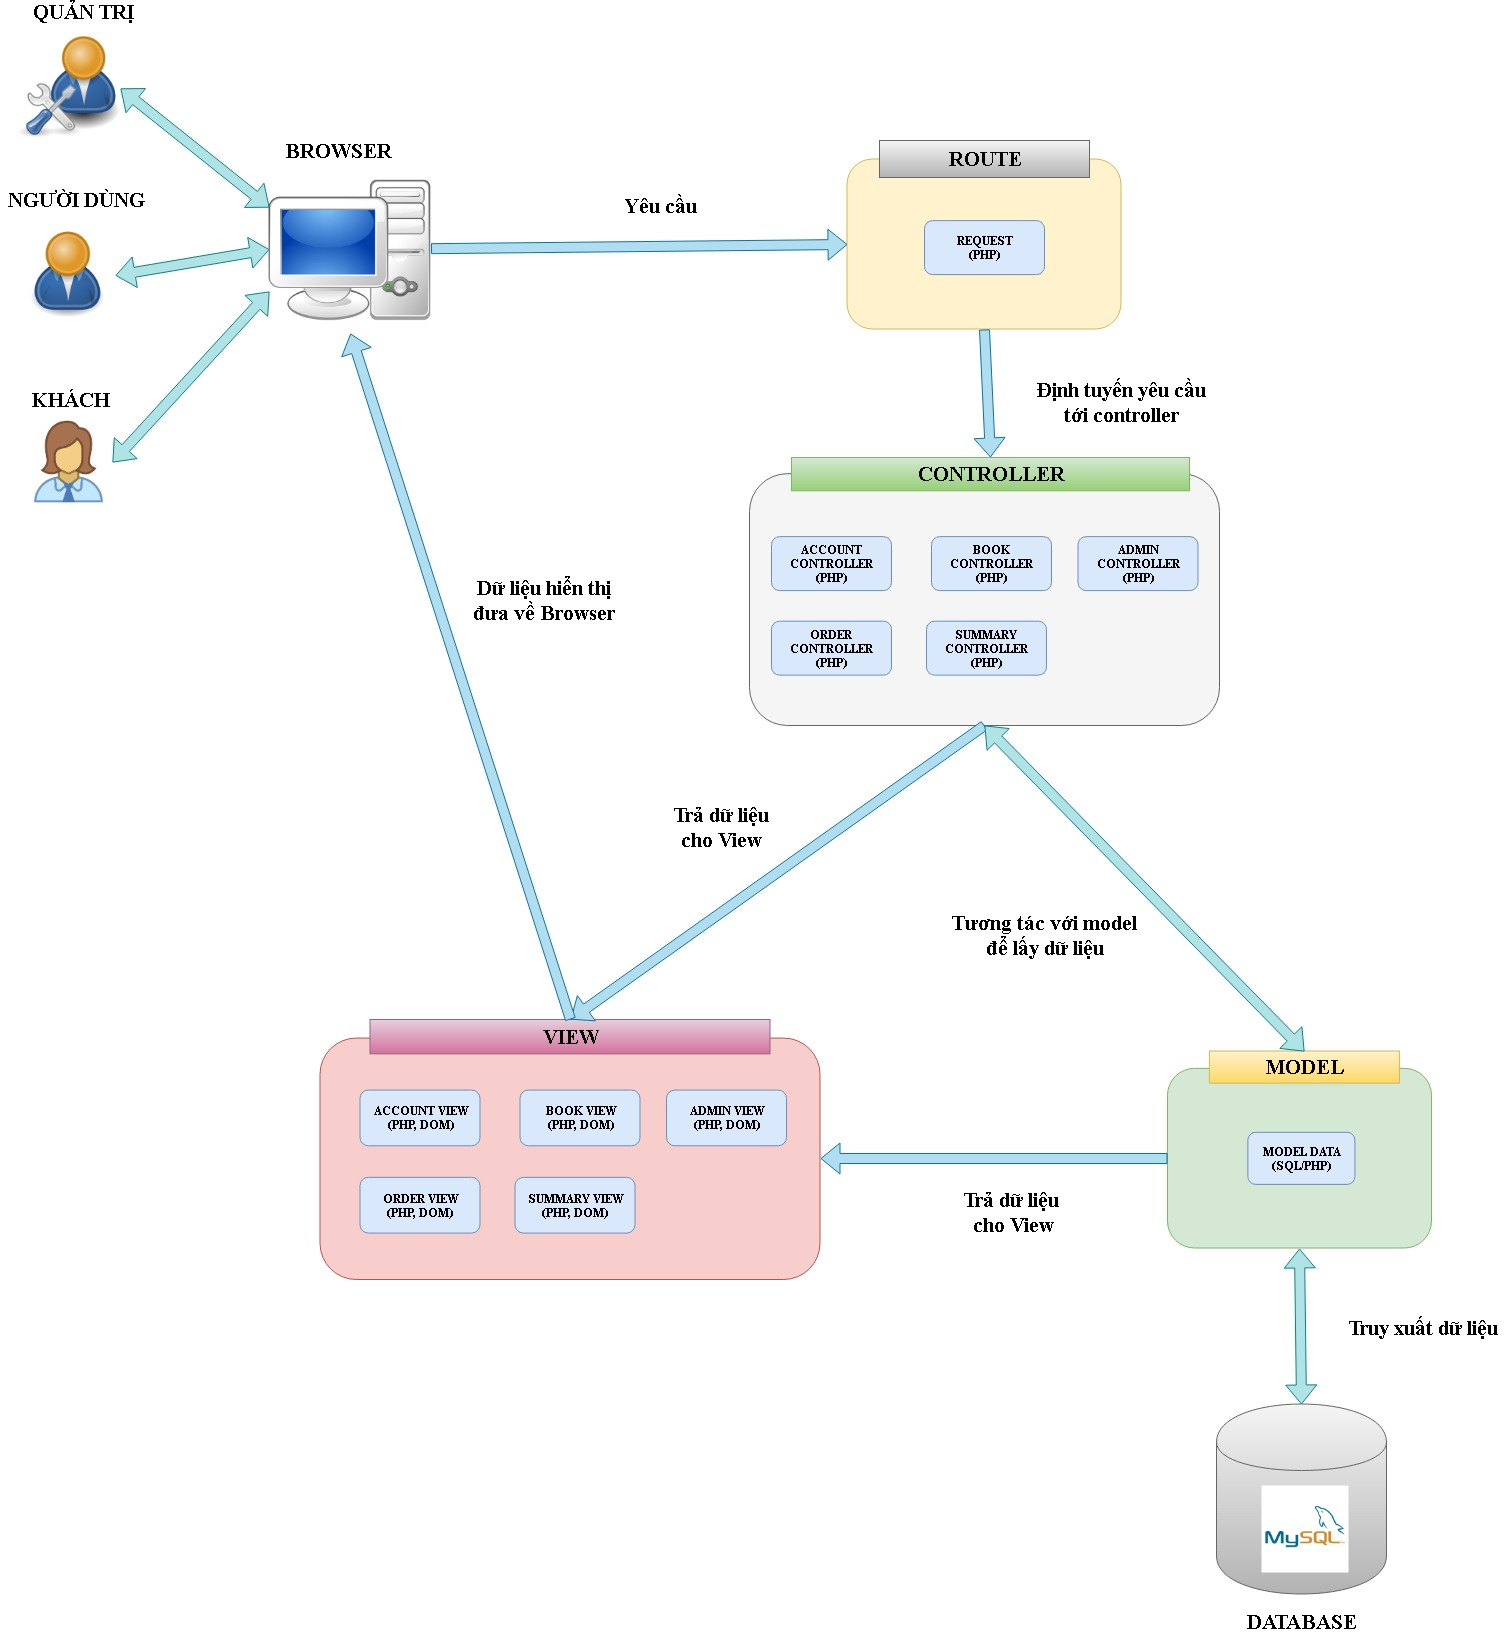 QUẢN TRỊ
BROWSER
NGƯỜI DÙNG
KHÁCH
Yêu cầu
ROUTE
REQUEST
(PHP)
Định tuyến yêu cầu
tới controller
CONTROLLER
ACCOUNT
CONTROLLER
(PHP)
BOOK
CONTROLLER
(PHP)
ADMIN
CONTROLLER
(PHP)
ORDER
CONTROLLER
(PHP)
SUMMARY
CONTROLLER
(PHP)
Dữ liệu hiển thị
đưa về Browser
Trả dữ liệu
cho View
Tương tác với model
để lấy dữ liệu
VIEW
ACCOUNT VIEW
(PHP, DOM)
BOOK VIEW
(PHP, DOM)
ADMIN VIEW
(PHP, DOM)
ORDER VIEW
(PHP, DOM)
SUMMARY VIEW
(PHP, DOM)
MODEL
MODEL DATA
(SQL/PHP)
Trả dữ liệu
cho View
Truy xuất dữ liệu
MySQL
DATABASE